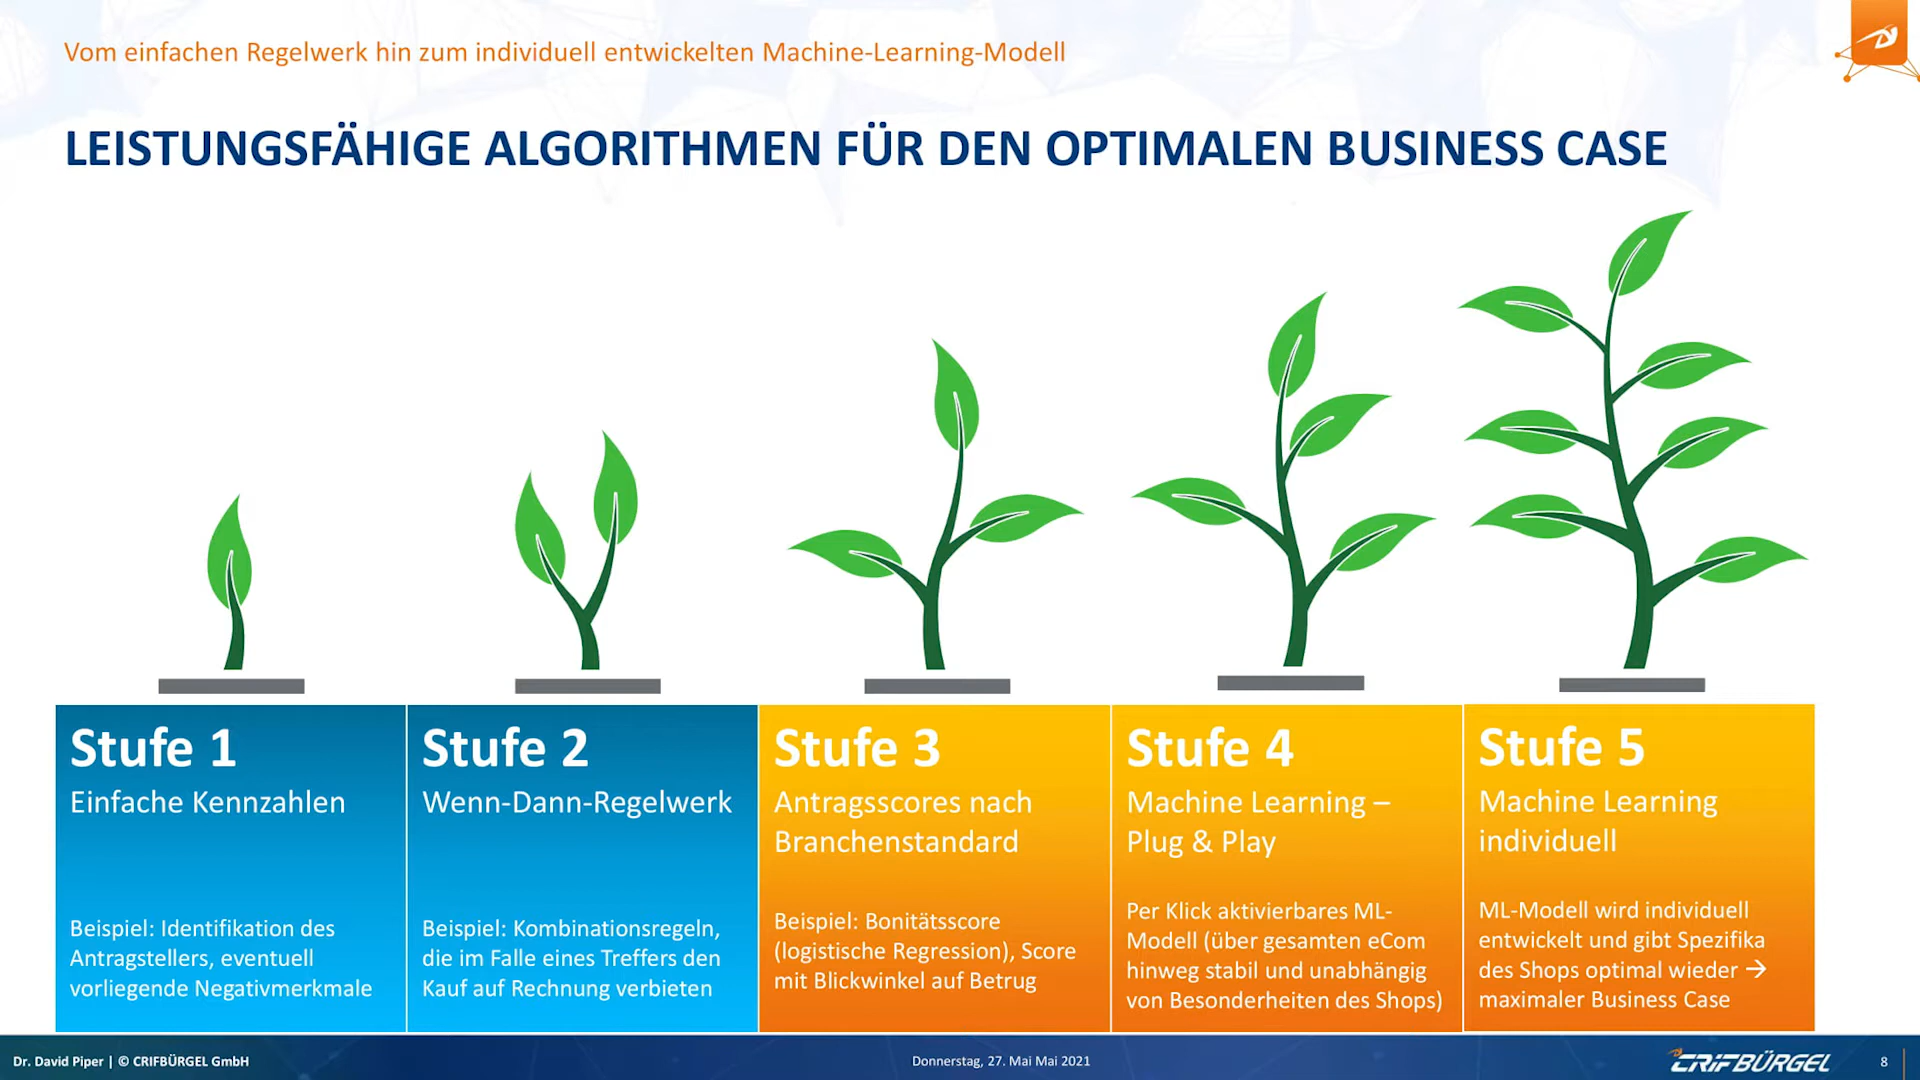 Vom einfachen Regelwerk hin zum individuell entwickelten Machine-Learning-Modell
LEISTUNGSFÄHIGE ALGORITHMEN FÜR DEN OPTIMALEN BUSINESS CASE
Stufe 1
Einfache Kennzahlen
Beispiel: Identifikation des
Antragstellers, eventuell
vorliegende Negativmerkmale
Stufe 2
Wenn-Dann-Regelwerk
Beispiel: Kombinationsregeln,
die im Falle eines Treffers den
Kauf auf Rechnung verbieten
Stufe 3
Antragsscores nach
Branchenstandard
Beispiel: Bonitätsscore
(logistische Regression), Score
mit Blickwinkel auf Betrug
Stufe 4
Machine Learning –
Plug & Play
Per Klick aktivierbares ML-
Modell (über gesamten eCom
hinweg stabil und unabhängig
von Besonderheiten des Shops)
Stufe 5
Machine Learning
individuell
ML-Modell wird individuell
entwickelt und gibt Spezifika
des Shops optimal wieder →
maximaler Business Case
Dr. David Piper | © CRIFBÜRGEL GmbH
Donnerstag, 27. Mai Mai 2021
CRIFBÜRGEL
8